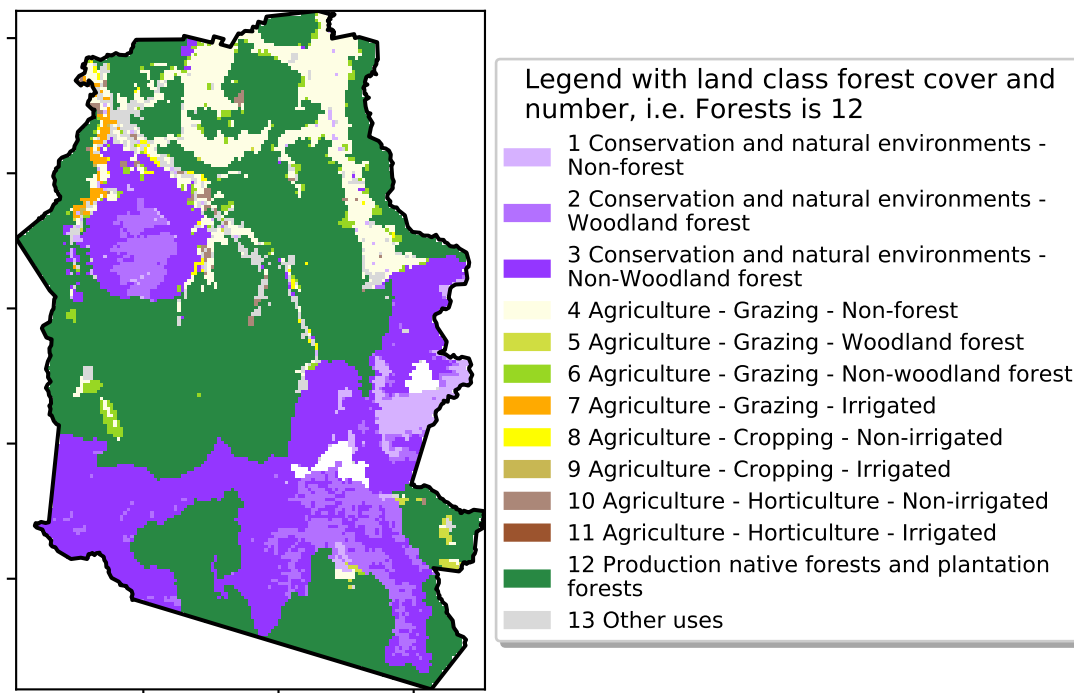 Legend with land class forest cover and
number, i.e. Forests is 12
1 Conservation and natural environments -
Non-forest
2 Conservation and natural environments -
Woodland forest
3 Conservation and natural environments -
Non-Woodland forest
4 Agriculture - Grazing - Non-forest
5 Agriculture - Grazing - Woodland forest
6 Agriculture - Grazing - Non-woodland forest
7 Agriculture - Grazing - Irrigated
8 Agriculture - Cropping - Non-irrigated
9 Agriculture - Cropping - Irrigated
10 Agriculture - Horticulture - Non-irrigated
11 Agriculture - Horticulture - Irrigated
12 Production native forests and plantation
forests
13 Other uses